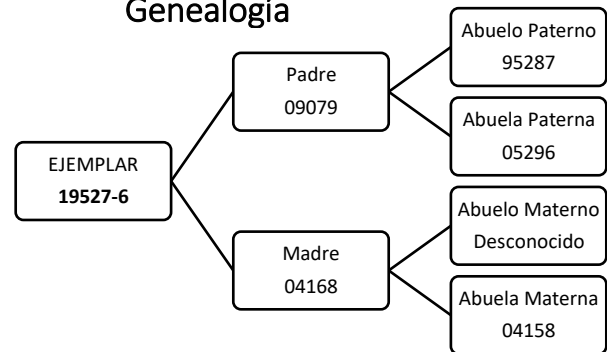 Genealogía
Abuelo Paterno
95287
Padre
09079
Abuela Paterna
05296
EJEMPLAR
19527-6
Abuelo Materno
Desconocido
Madre
04168
Abuela Materna
04158